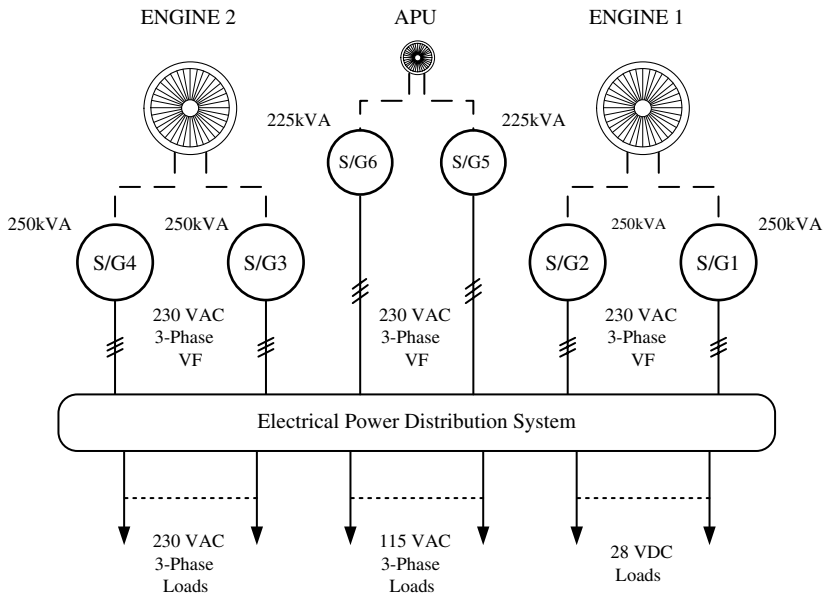 ENGINE 2
APU
ENGINE 1
225kVA
225kVA
S/G6
S/G5
250kVA
250kVA
250kVA
250kVA
S/G4
S/G3
S/G2
S/G1
230 VAC
3-Phase
VF
230 VAC
3-Phase
VF
230 VAC
3-Phase
VF
Electrical Power Distribution System
230 VAC
3-Phase
Loads
115 VAC
3-Phase
Loads
28 VDC
Loads